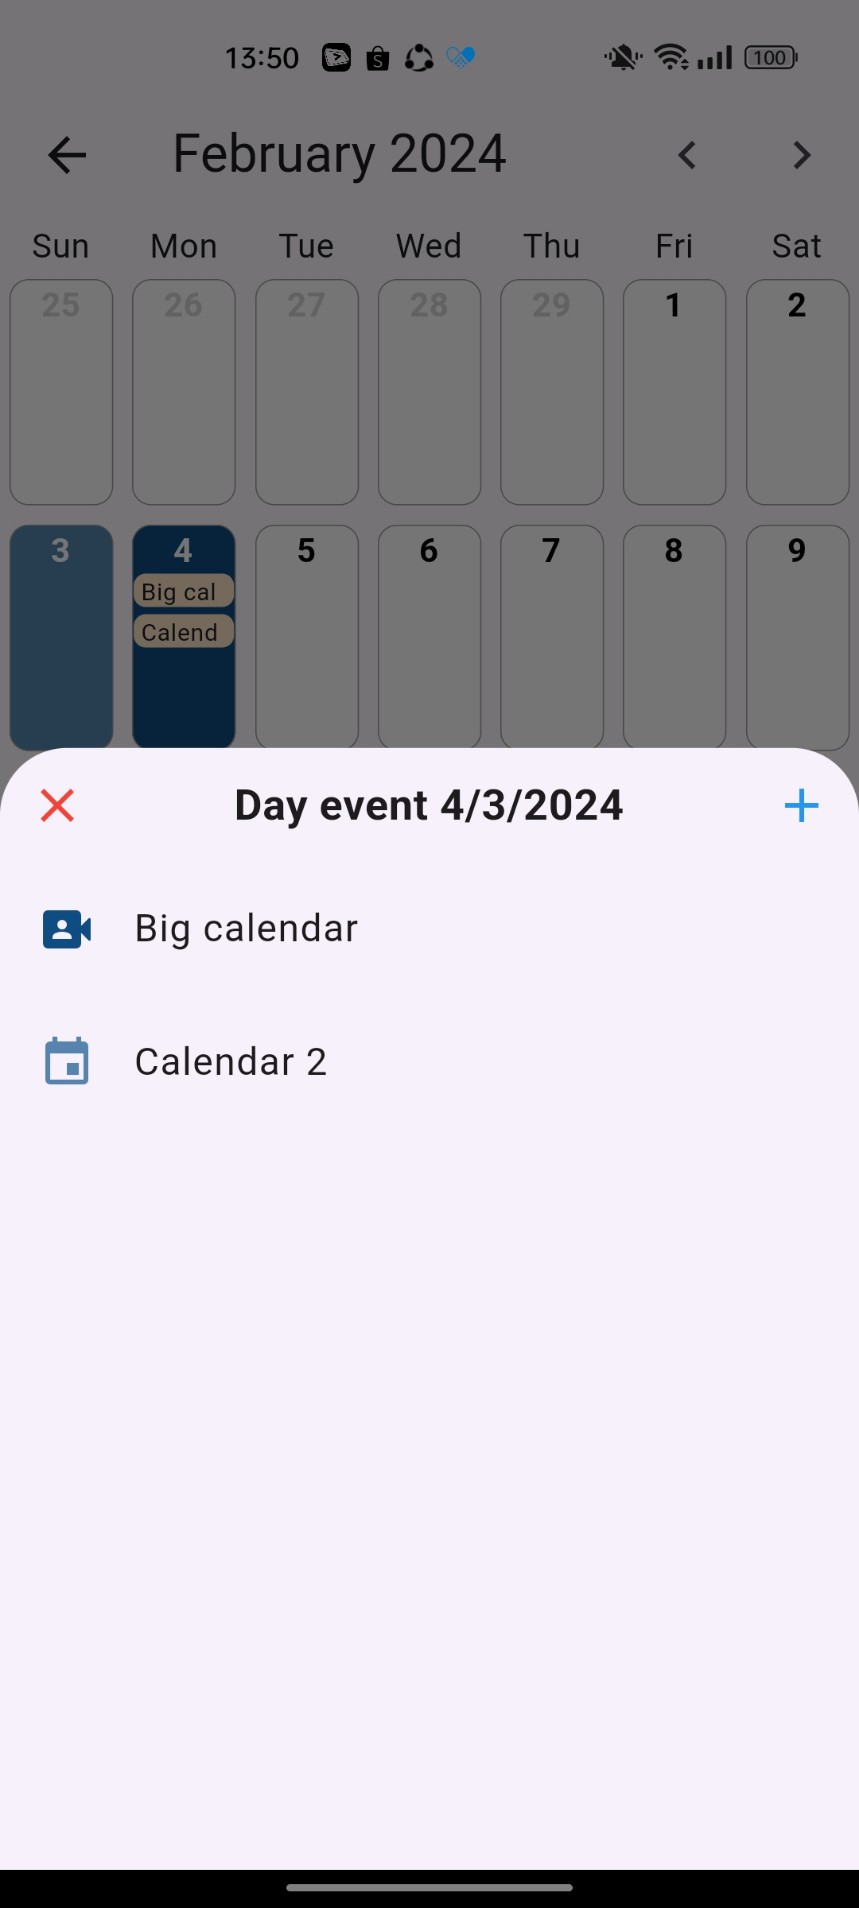 13:50 S 100
February 2024
Sun Mon Tue Wed Thu Fri Sat
25 26 27 28 29 1 2
3 4 5 6 7 8 9
Big cal
Calend
Day event 4/3/2024
Big calendar
Calendar 2